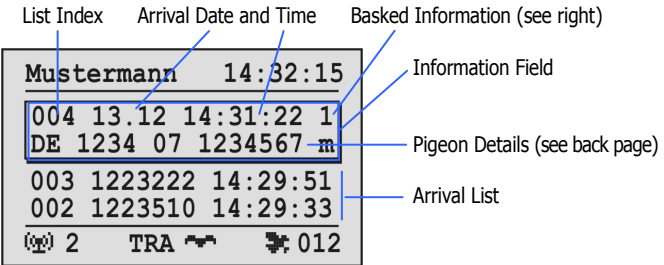 List Index Arrival Date and Time Basked Information (see right)
Mustermann 14:32:15
Information Field
004 13.12 14:31:22 1
DE 1234 07 1234567 m
Pigeon Details (see back page)
003 1223222 14:29:51
Arrival List
002 1223510 14:29:33
2 TRA 012